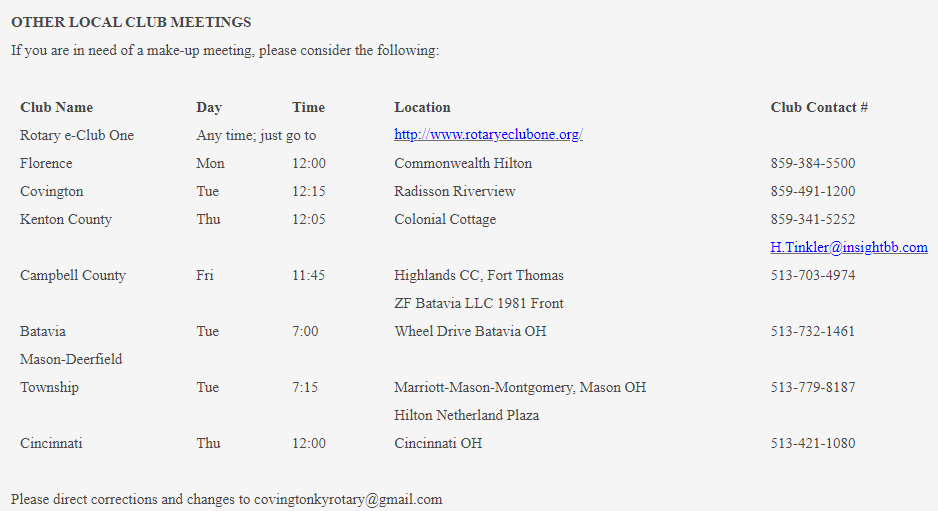 OTHER LOCAL CLUB MEETINGS
If you are in need of a make-up meeting, please consider the following:
Club Name Day Time Location Club Contact #
Rotary e-Club One Any time; just go to http://www.rotaryeclubone.org/
Florence Mon 12:00 Commonwealth Hilton 859-384-5500
Covington Tue 12:15 Radisson Riverview 859-491-1200
Kenton County Thu 12:05 Colonial Cottage 859-341-5252
H.Tinkler@insightbb.com
Campbell County Fri 11:45 Highlands CC, Fort Thomas 513-703-4974
ZF Batavia LLC 1981 Front
Batavia Tue 7:00 Wheel Drive Batavia OH 513-732-1461
Mason-Deerfield
Township Tue 7:15 Marriott-Mason-Montgomery, Mason OH 513-779-8187
Hilton Netherland Plaza
Cincinnati Thu 12:00 Cincinnati OH 513-421-1080
Please direct corrections and changes to covingtonkyrotary@gmail.com